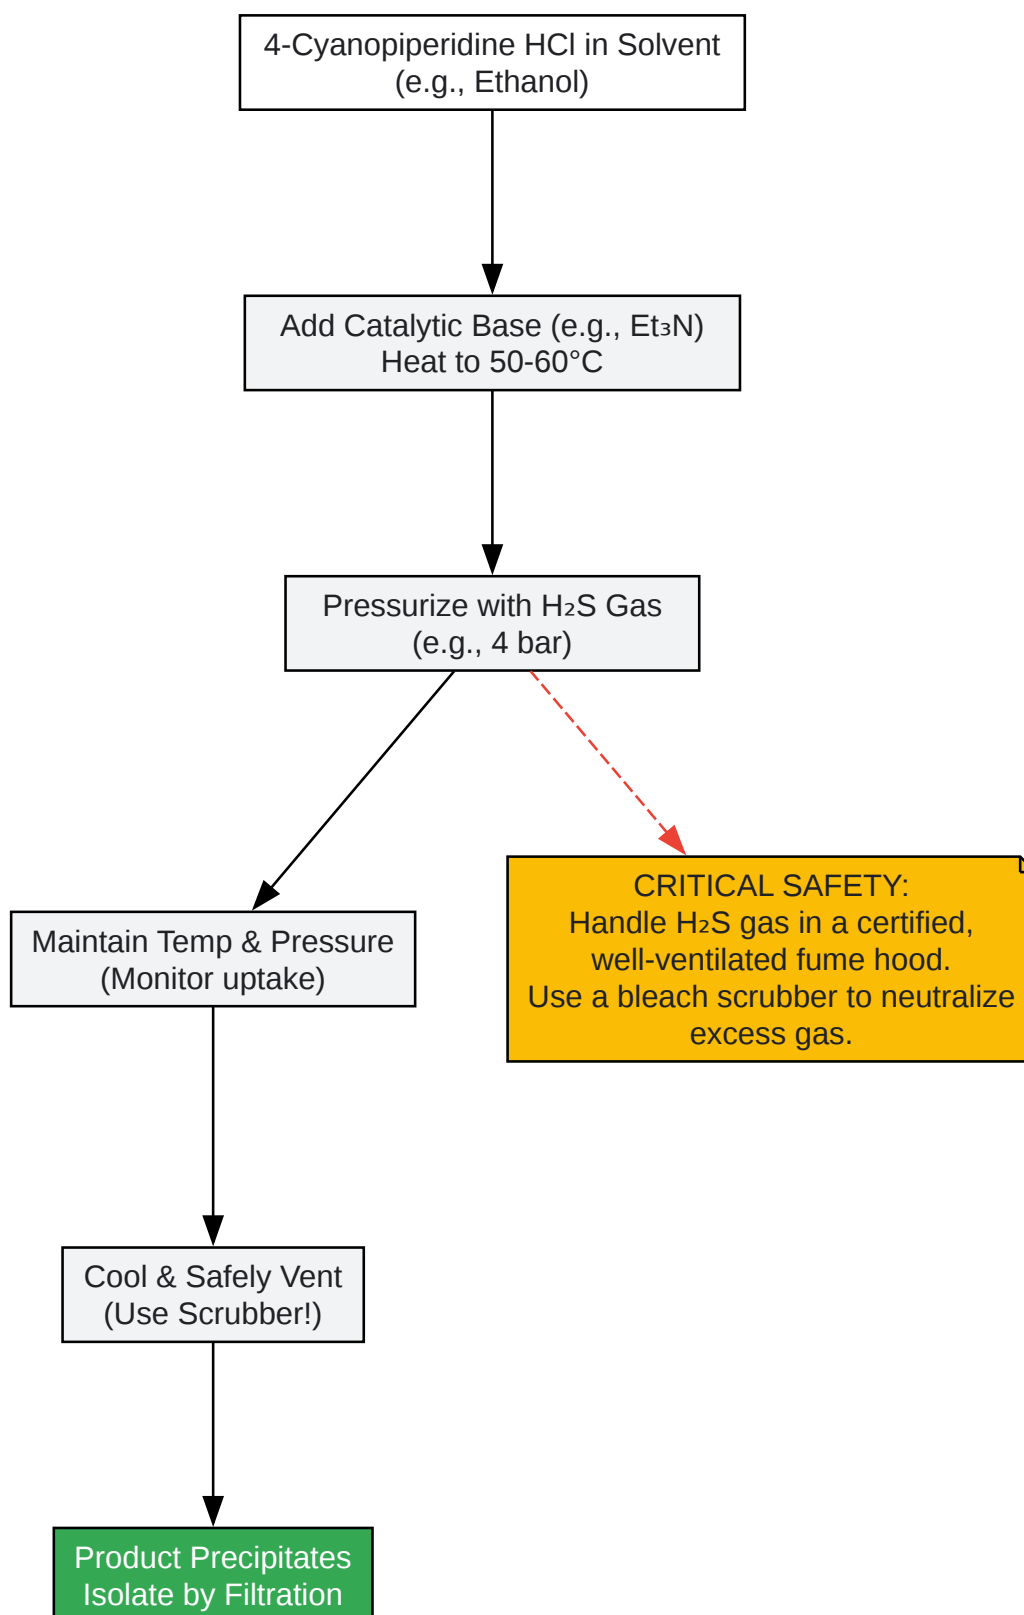 4-Cyanopiperidine HCl in Solvent
(e.g., Ethanol)
Add Catalytic Base (e.g., Et₃N)
Heat to 50-60°C
Pressurize with H₂S Gas
(e.g., 4 bar)
CRITICAL SAFETY:
Handle H₂S gas in a certified,
well-ventilated fume hood.
Use a bleach scrubber to neutralize
excess gas.
Maintain Temp & Pressure
(Monitor uptake)
Cool & Safely Vent
(Use Scrubber!)
Product Precipitates
Isolate by Filtration